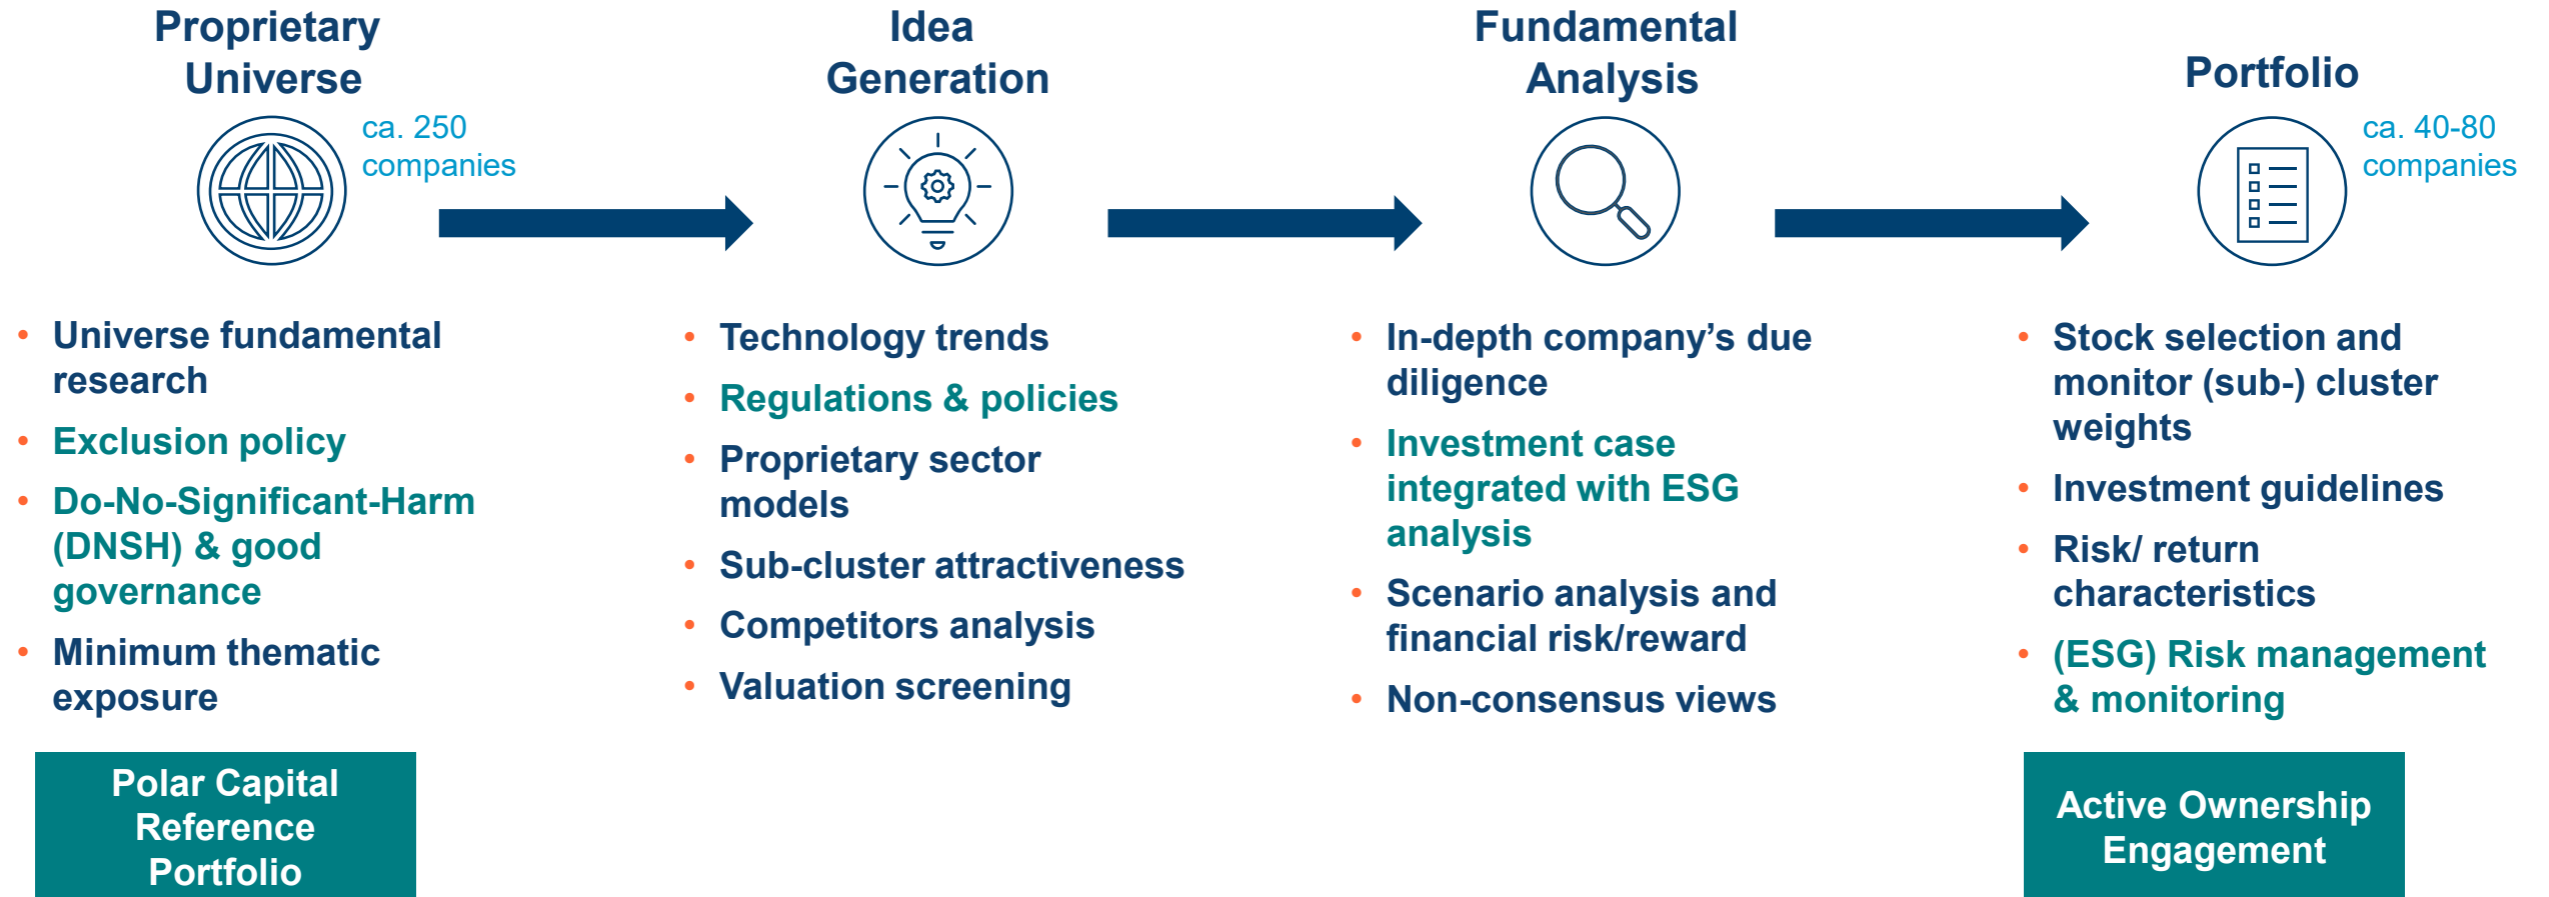 Proprietary
Universe
ca. 250
companies
• Universe fundamental
research
• Exclusion policy
• Do-No-Significant-Harm
(DNSH) & good
governance
• Minimum thematic
exposure
Polar Capital
Reference
Portfolio
Idea
Generation
• Technology trends
• Regulations & policies
• Proprietary sector
models
• Sub-cluster attractiveness
• Competitors analysis
• Valuation screening
Fundamental
Analysis
• In-depth company’s due
diligence
• Investment case
integrated with ESG
analysis
• Scenario analysis and
financial risk/reward
• Non-consensus views
Portfolio
ca. 40-80
companies
• Stock selection and
monitor (sub-) cluster
weights
• Investment guidelines
• Risk/ return
characteristics
• (ESG) Risk management
& monitoring
Active Ownership
Engagement